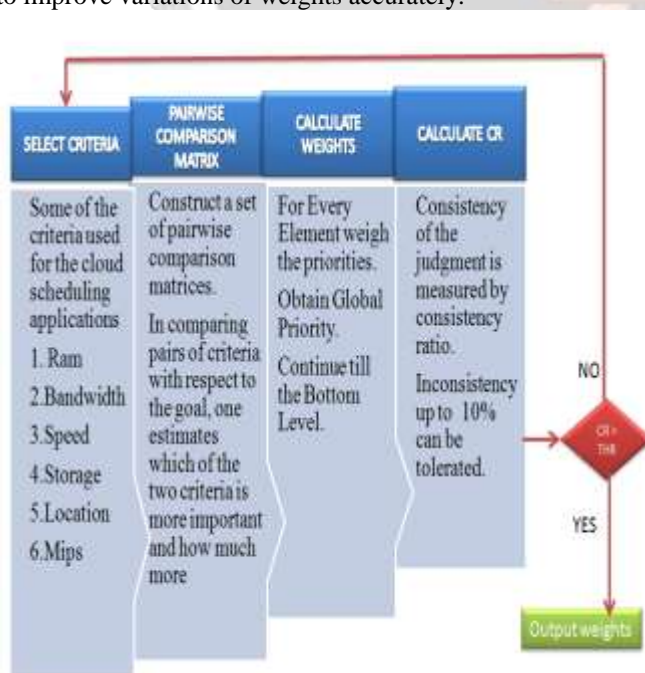 to improve variations of weights accurately.
SELECT CRITERIA
PAIRWISE
COMPARISON
MATRIX
CALCULATE
WEIGHTS
CALCULATE CR
Some of the
criteria used
for the cloud
scheduling
applications
1. Ram
2.Bandwidth
3.Speed
4.Storage
5.Location
6.Mips
Construct a set
of pairwise
comparison
matrices.
In comparing
pairs of criteria
with respect to
the goal, one
estimates
which of the
two criteria is
more important
and how much
more
For Every
Element weigh
the priorities.
Obtain Global
Priority.
Continue till
the Bottom
Level.
Consistency
of the
judgment is
measured by
consistency
ratio.
Inconsistency
up to 10%
can be
tolerated.
NO
CR
THR
YES
Output weights